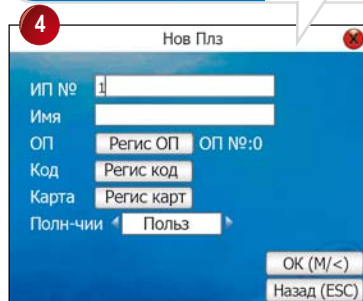 4
Нов Плз
ИП № 1
Имя
ОП Регис ОП ОП №:0
Код Регис код
Карта Регис карт
Полн-чии Польз
OK (M/<)
Назад (ESC)